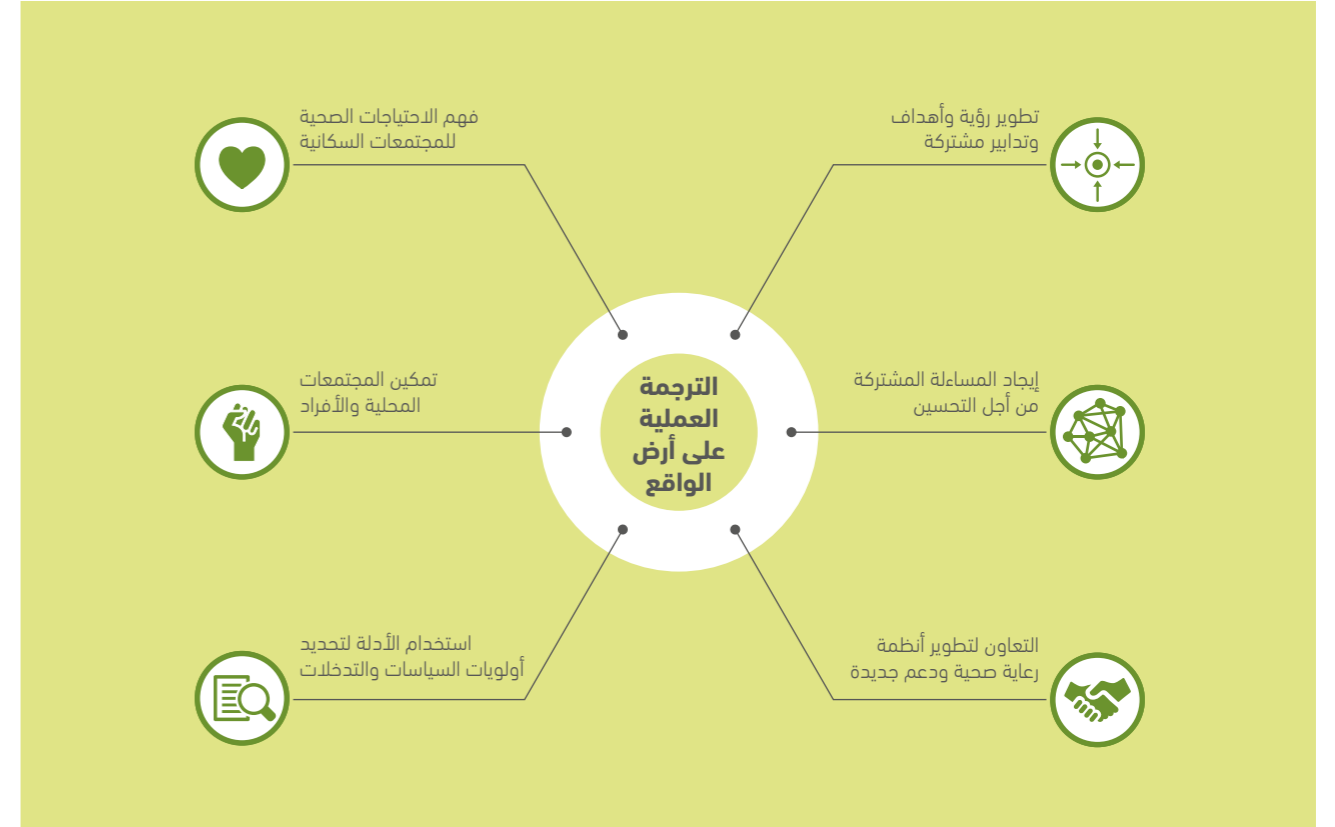 تطوير رؤية وأهداف
وتدابير مشتركة
فهم الاحتياجات الصحية
للمجتمعات السكانية
إيجاد المساءلة المشتركة
من أجل التحسين
الترجمة
العملية
على أرض
الواقع
تمكين المجتمعات
المحلية والأفراد
التعاون لتطوير أنظمة
رعاية صحية ودعم جديدة
استخدام الأدلة لتحديد
أولويات السياسات والتدخلات